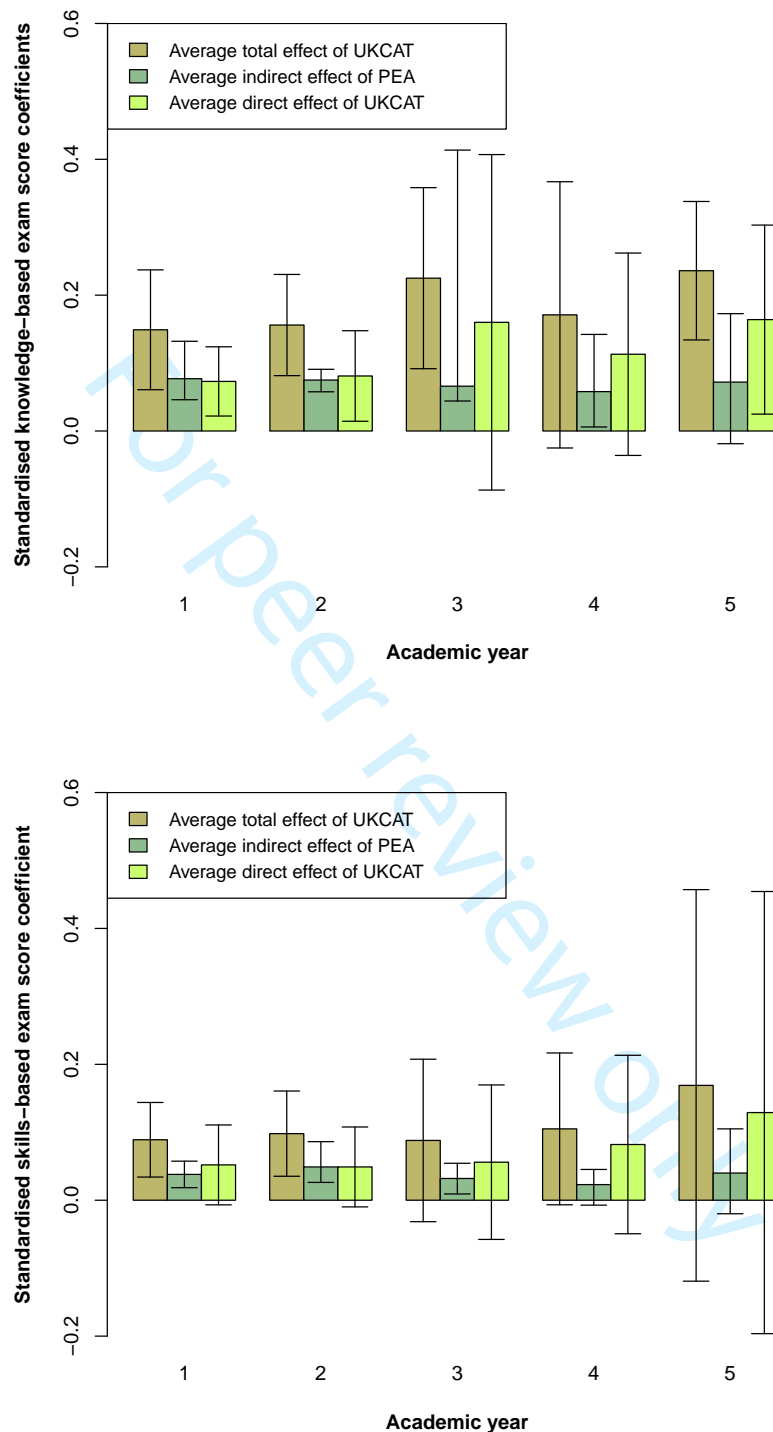 Standardised knowledge−based exam score coefficients
0.6
0.4
0.2
0.0
−0.2
Average total effect of UKCAT
Average indirect effect of PEA
Average direct effect of UKCAT
1 2 3 4 5
Academic year
For peer review only
Standardised skills−based exam score coefficient
0.6
0.4
0.2
0.0
−0.2
Average total effect of UKCAT
Average indirect effect of PEA
Average direct effect of UKCAT
1 2 3 4 5
Academic year